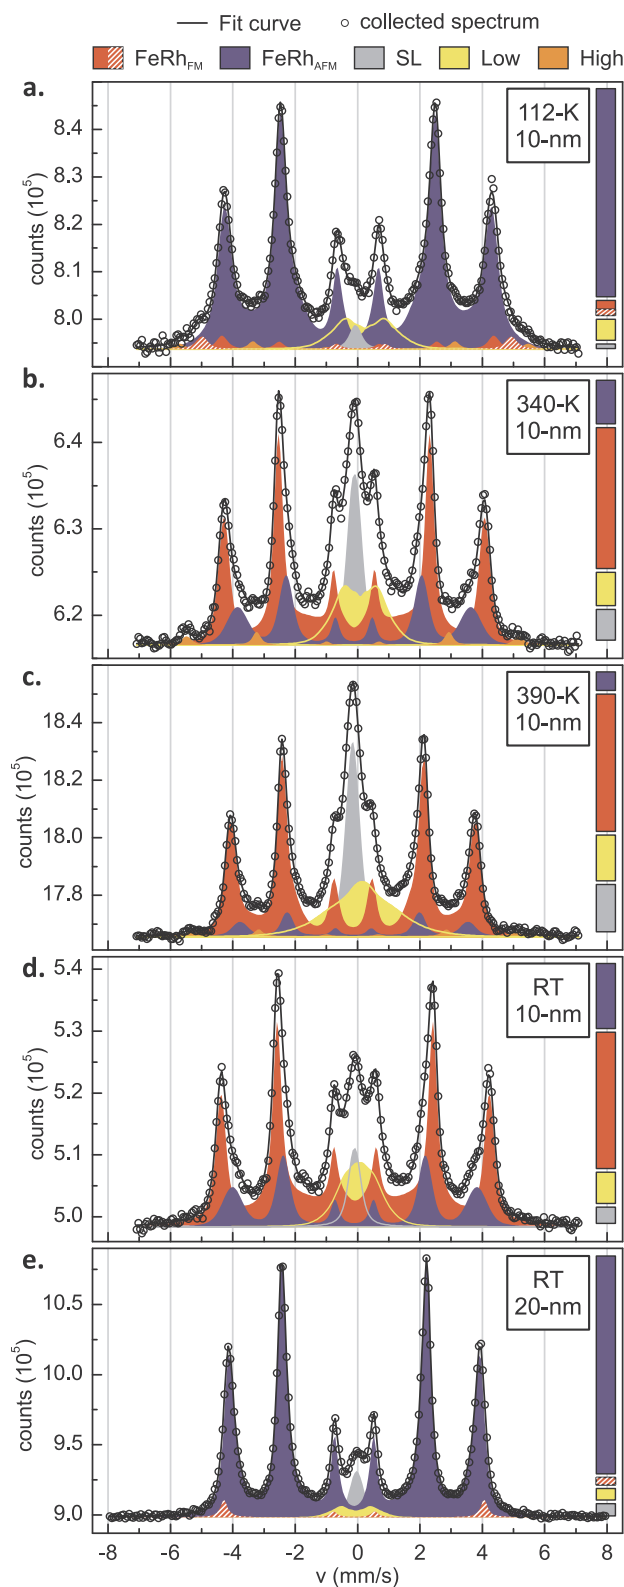 Fit curve collected spectrum
FeRh_FM FeRh_AFM SL Low High
a.
112-K
10-nm
8.4
8.3
8.2
8.1
8.0
counts (10^5)
b.
340-K
10-nm
6.4
6.3
6.2
counts (10^5)
c.
390-K
10-nm
18.4
18.2
18.0
17.8
counts (10^5)
d.
RT
10-nm
5.4
5.3
5.2
5.1
5.0
counts (10^5)
e.
RT
20-nm
10.5
10.0
9.5
9.0
counts (10^5)
-8 -6 -4 -2 0 2 4 6 8
v (mm/s)